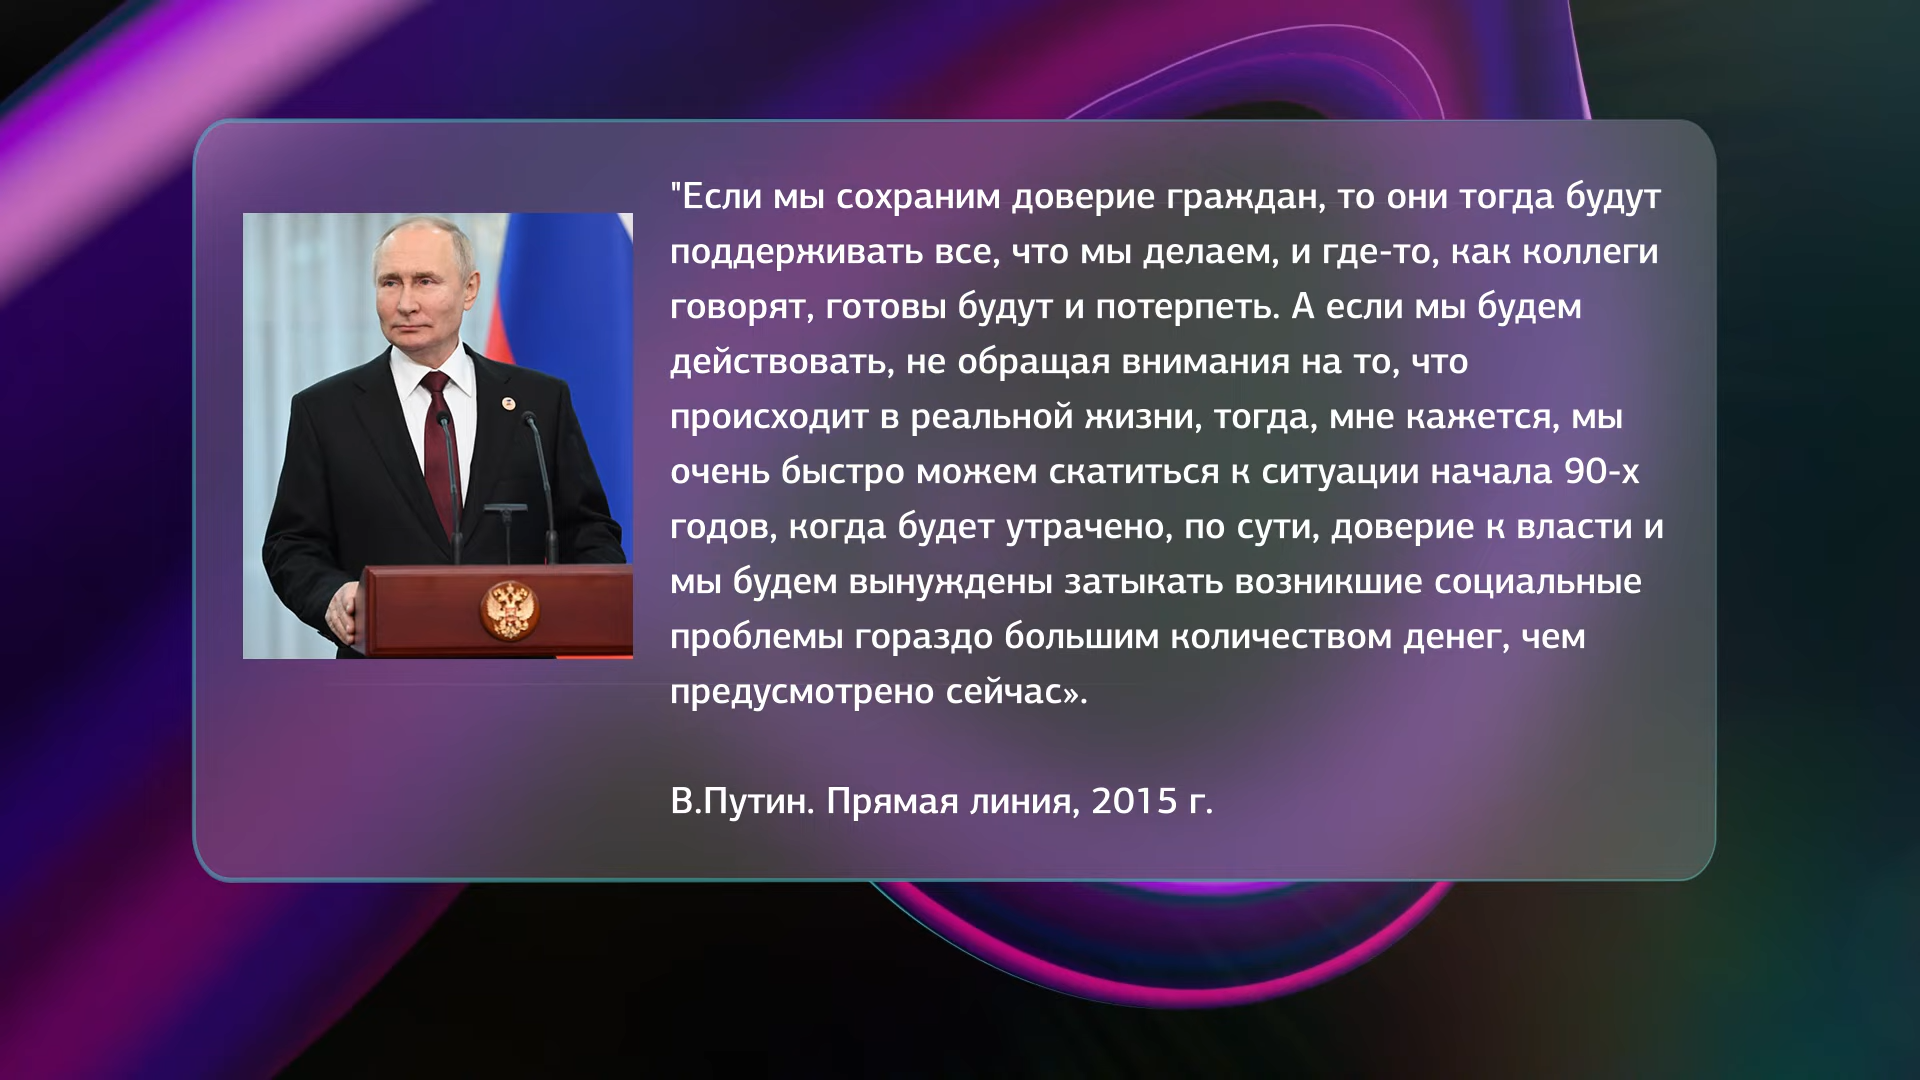 "Если мы сохраним доверие граждан, то они тогда будут
поддерживать все, что мы делаем, и где-то, как коллеги
говорят, готовы будут и потерпеть. А если мы будем
действовать, не обращая внимания на то, что
происходит в реальной жизни, тогда, мне кажется, мы
очень быстро можем скатиться к ситуации начала 90-х
годов, когда будет утрачено, по сути, доверие к власти и
мы будем вынуждены затыкать возникшие социальные
проблемы гораздо большим количеством денег, чем
предусмотрено сейчас».
В.Путин. Прямая линия, 2015 г.